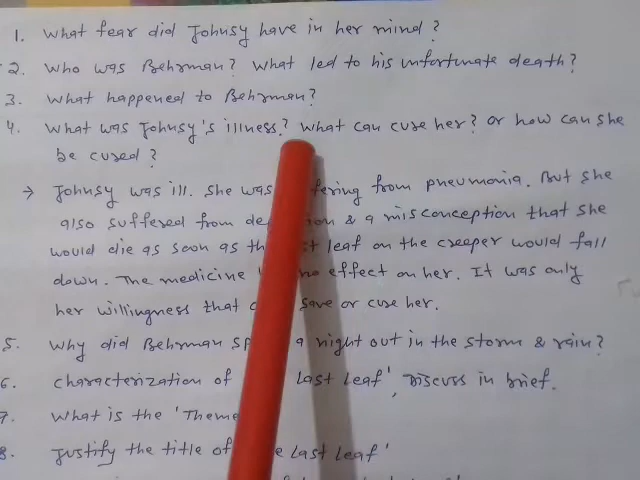 1. What fear did Johnsy have in her mind?
2. Who was Behrman? What led to his unfortunate death?
3. What happened to Behrman?
4. What was Johnsy's illness? What can cure her? or how can she
be cured?
→ Johnsy was ill. She was fering from pneumonia. But she
also suffered from de ion & a misconception that she
would die as soon as th t leaf on the creeper would fall
down. The medicine no effect on her. It was only
her willingness that c save or cure her.
5. Why did Behrman sp a night out in the storm & rain?
6. Characterization of Last Leaf', Discuss in brief.
7. What is the 'Theme
8. Justify the title of e Last Leaf'